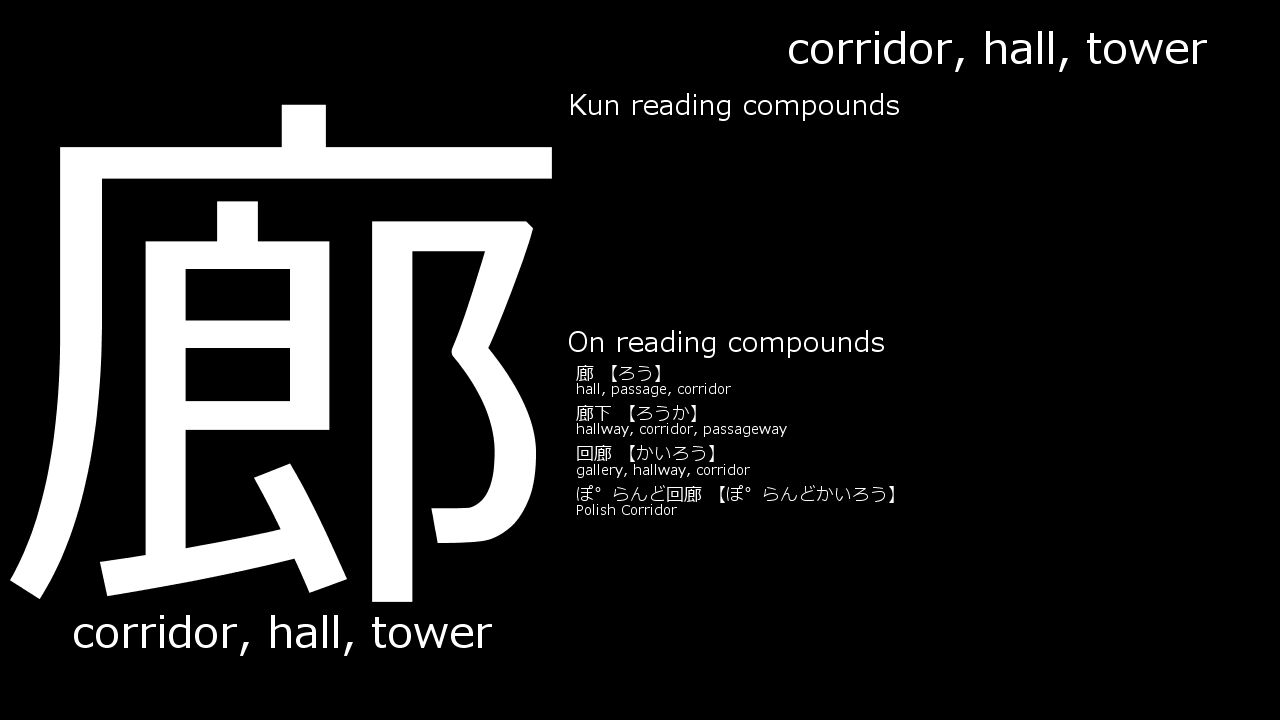 corridor, hall, tower
Kun reading compounds
廊
On reading compounds
廊 【ろう】
hall, passage, corridor
廊下 【ろうか】
hallway, corridor, passageway
回廊 【かいろう】
gallery, hallway, corridor
ぽ°らんど回廊 【ぽ°らんどかいろう】
Polish Corridor
corridor, hall, tower